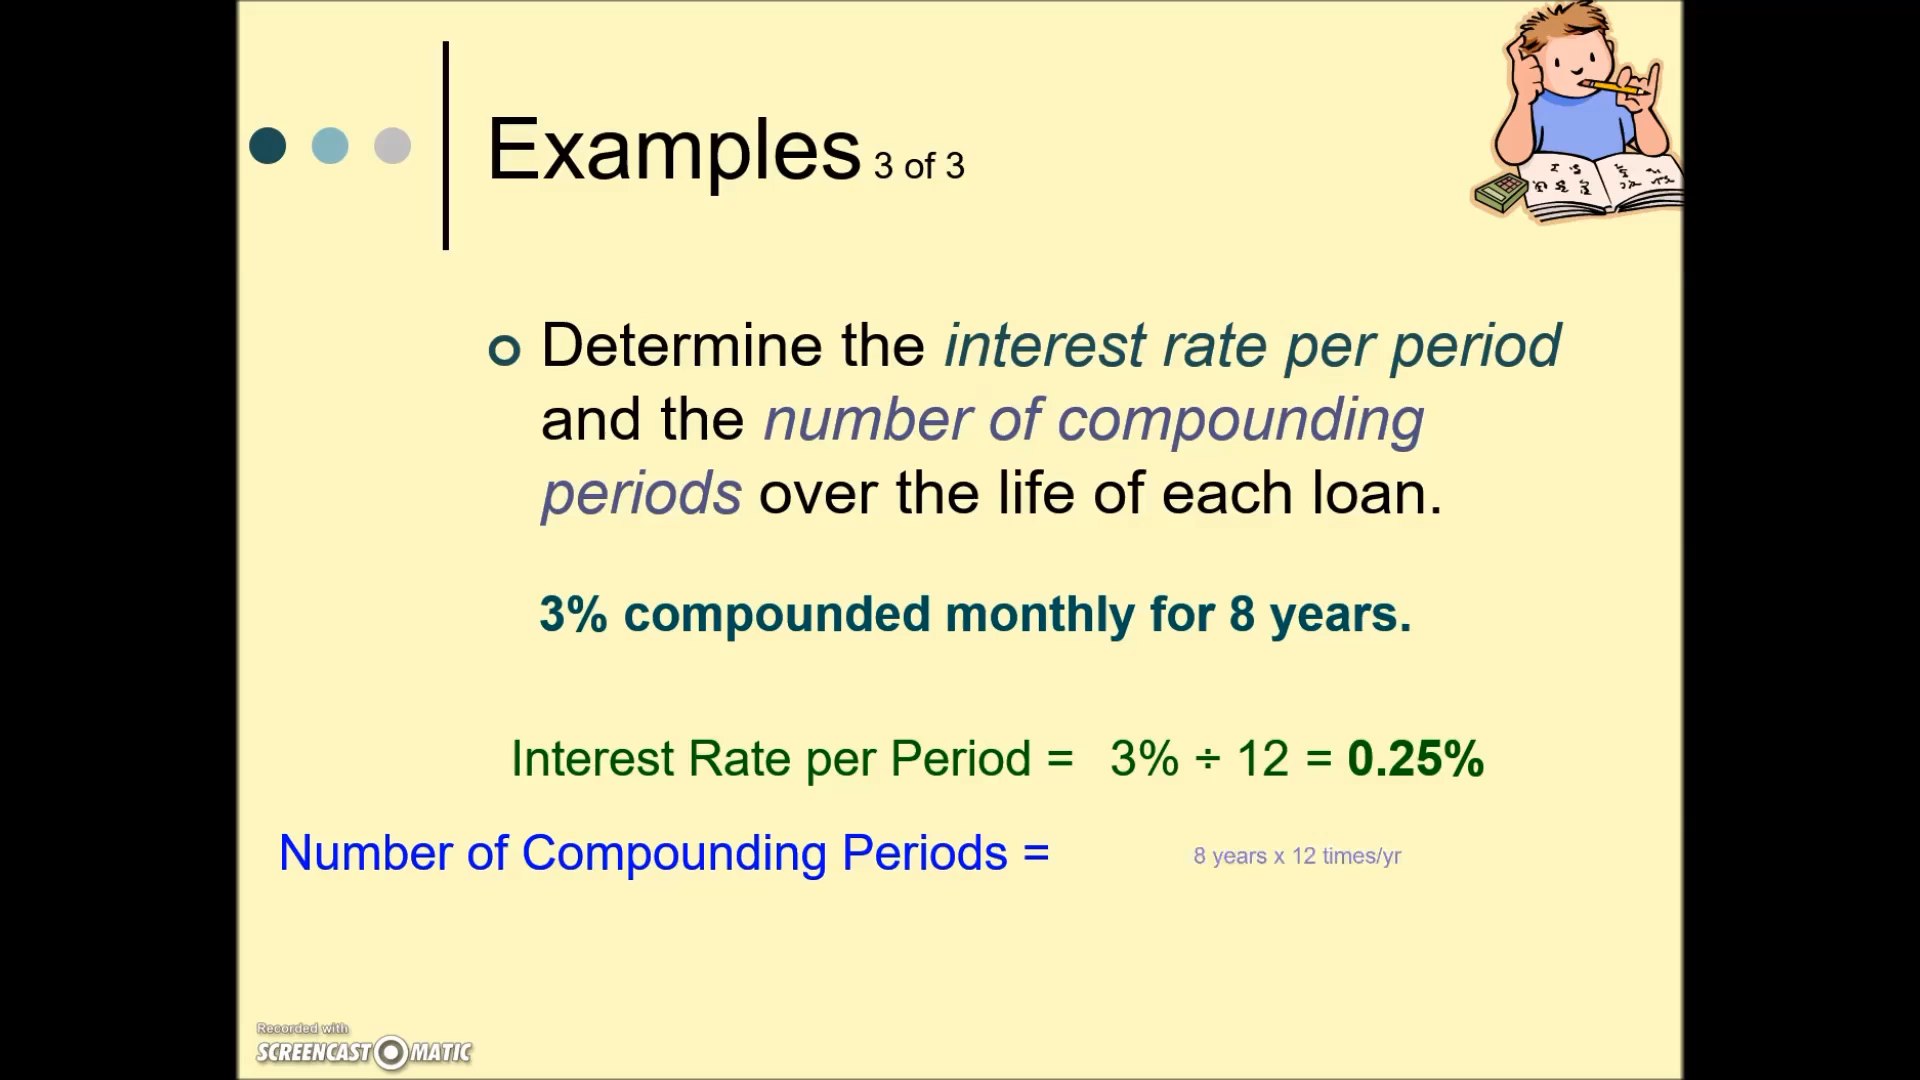 Examples 3 of 3
Determine the interest rate per period
and the number of compounding
periods over the life of each loan.
3% compounded monthly for 8 years.
Interest Rate per Period = 3% ÷ 12 = 0.25%
Number of Compounding Periods = 8 years x 12 times/yr
Recorded with
SCREENCAST MATIC